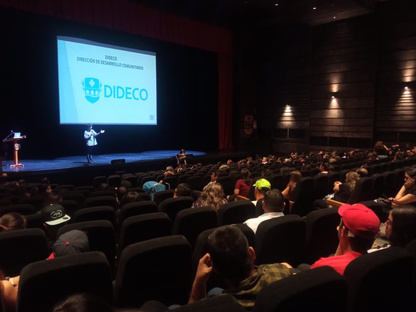 DIDECO
DIRECCIÓN DE DESARROLLO COMUNITARIO
DIDECO